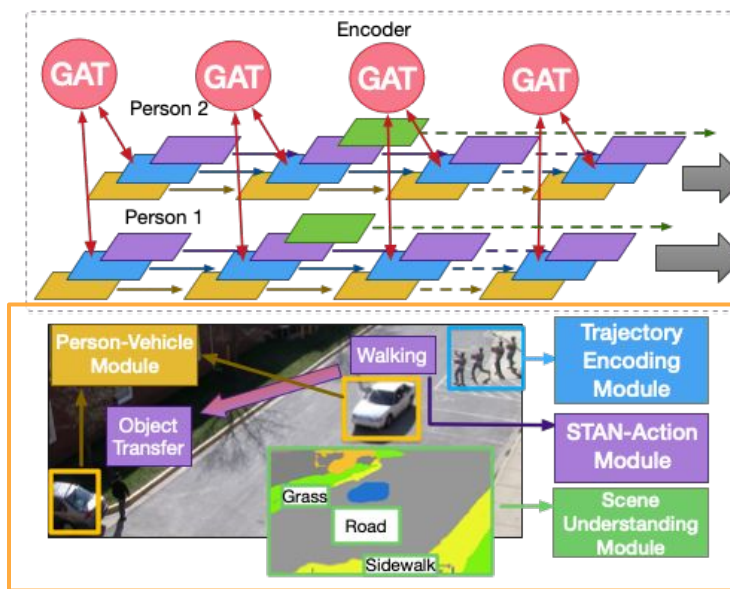 Encoder
GAT
GAT
GAT
GAT
Person 2
Person 1
Person-Vehicle
Module
Walking
Trajectory
Encoding
Module
Object
Transfer
STAN-Action
Module
Grass
Road
Sidewalk
Scene
Understanding
Module